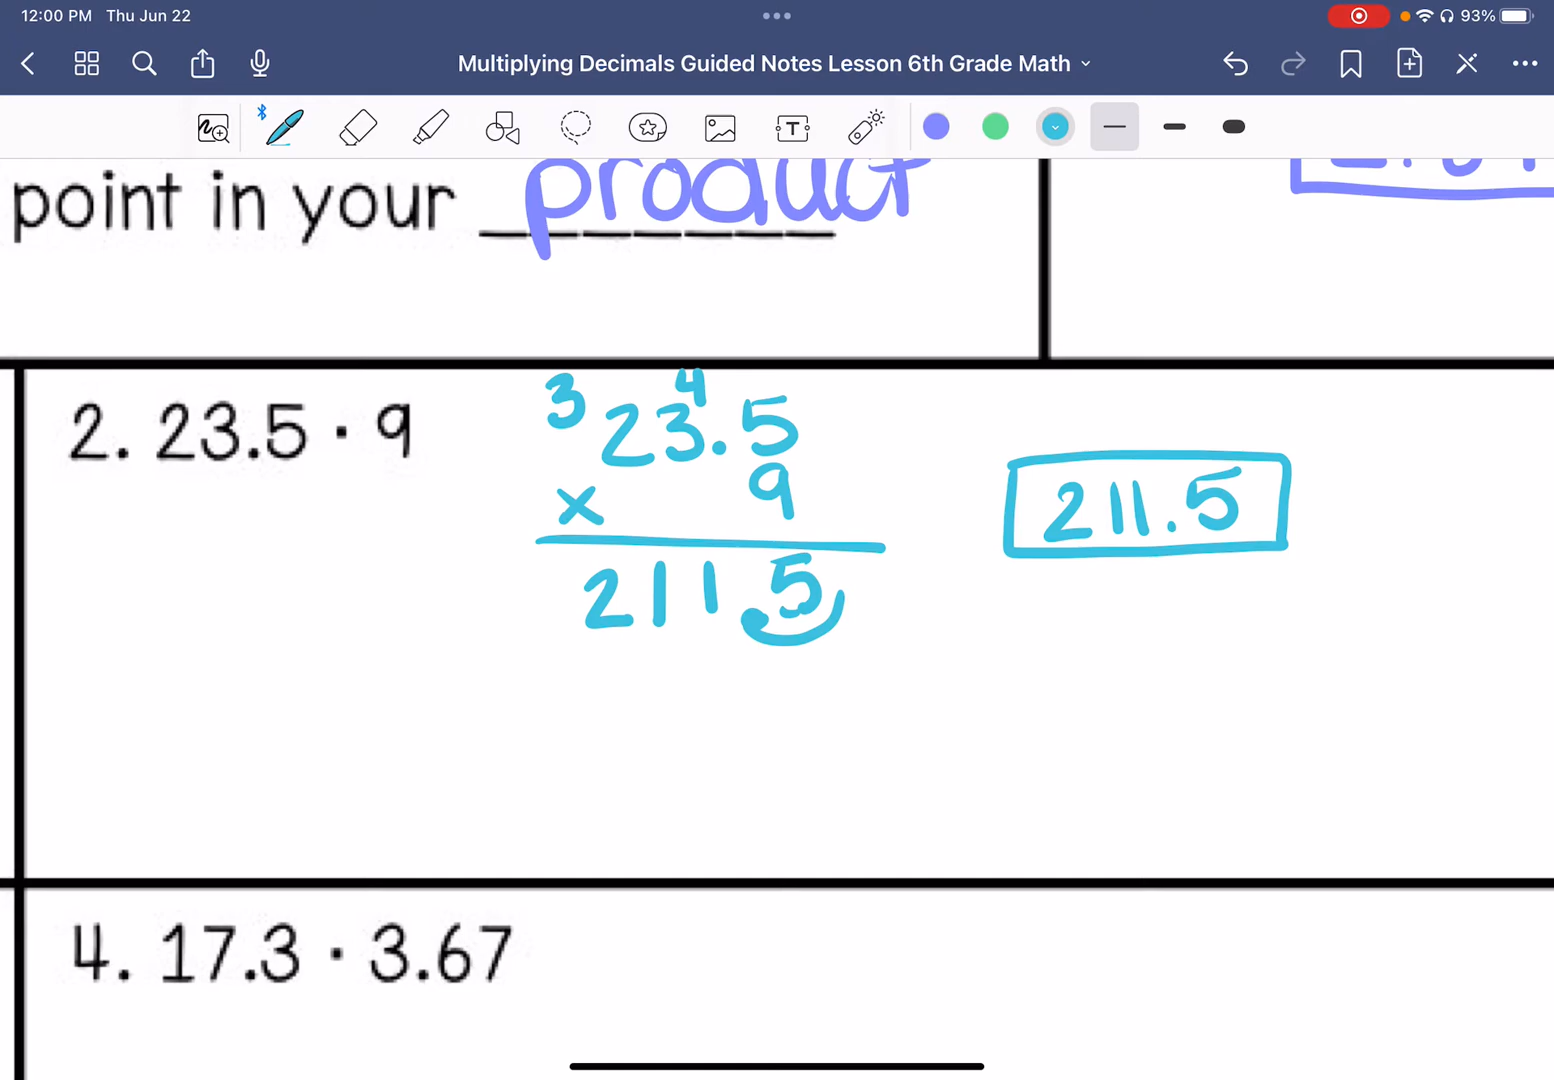 12:00 PM Thu Jun 22
93%
Multiplying Decimals Guided Notes Lesson 6th Grade Math
T
point in your product
2. 23.5 · 9
3 4
23.5
x 9
211.5
211.5
4. 17.3 · 3.67